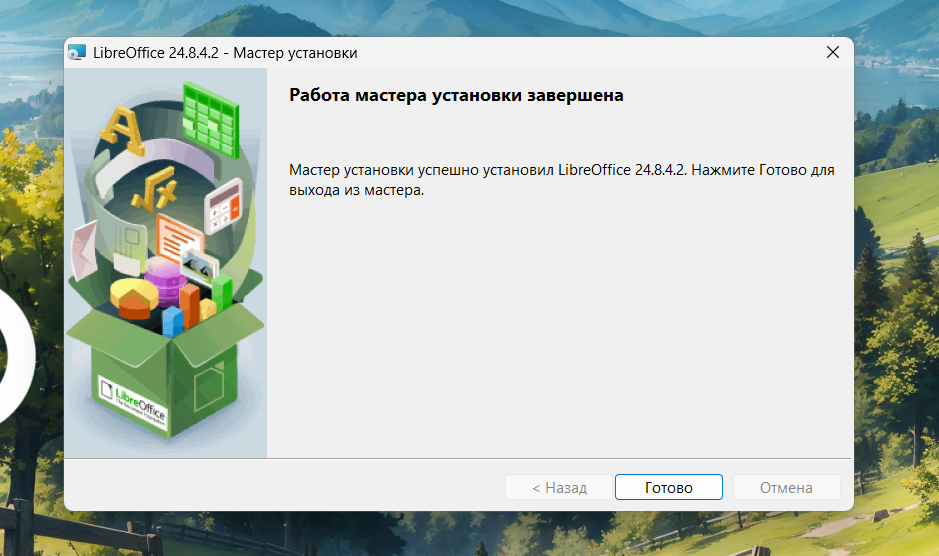 LibreOffice 24.8.4.2 - Мастер установки
Работа мастера установки завершена
Мастер установки успешно установил LibreOffice 24.8.4.2. Нажмите Готово для
выхода из мастера.
A
LibreOffice
The Document Foundation
< Назад
Готово
Отмена